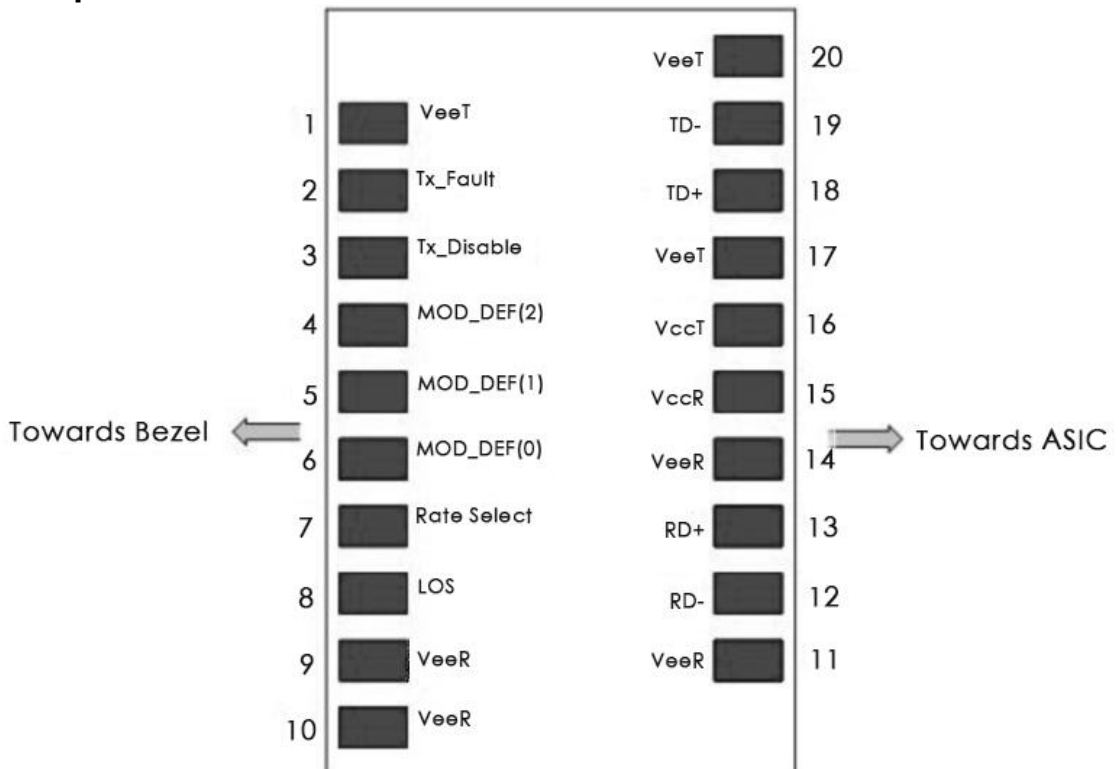 VeeT 20
1 VeeT
TD- 19
2 Tx_Fault
TD+ 18
3 Tx_Disable
VeeT 17
4 MOD_DEF(2)
VccT 16
5 MOD_DEF(1)
VccR 15
Towards Bezel
Towards ASIC
6 MOD_DEF(0)
VeeR 14
7 Rate Select
RD+ 13
8 LOS
RD- 12
9 VeeR
VeeR 11
10 VeeR